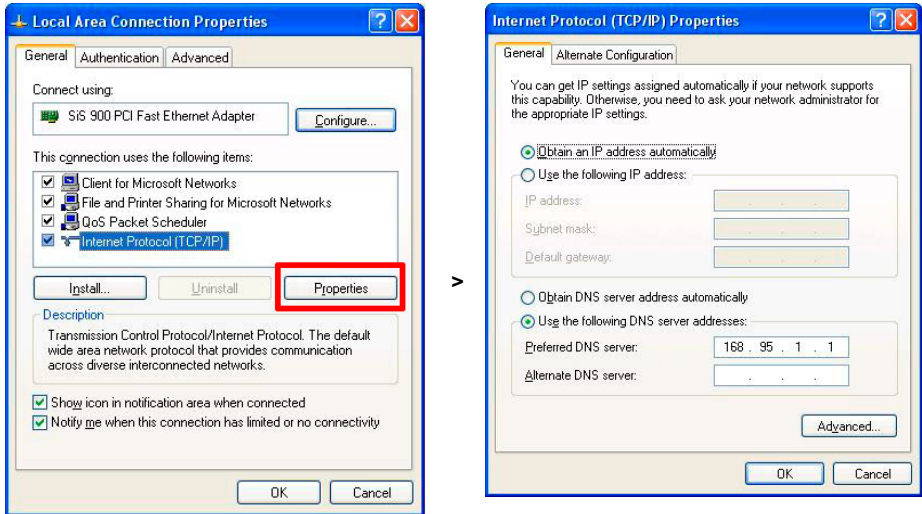 Local Area Connection Properties
General Authentication Advanced
Connect using:
SiS 900 PCI Fast Ethernet Adapter
Configure...
This connection uses the following items:
Client for Microsoft Networks
File and Printer Sharing for Microsoft Networks
QoS Packet Scheduler
Internet Protocol (TCP/IP)
Install... Uninstall Properties
Description
Transmission Control Protocol/Internet Protocol. The default
wide area network protocol that provides communication
across diverse interconnected networks.
Show icon in notification area when connected
Notify me when this connection has limited or no connectivity
OK Cancel
>
Internet Protocol (TCP/IP) Properties
General Alternate Configuration
You can get IP settings assigned automatically if your network supports
this capability. Otherwise, you need to ask your network administrator for
the appropriate IP settings.
Obtain an IP address automatically
Use the following IP address:
IP address:
Subnet mask:
Default gateway:
Obtain DNS server address automatically
Use the following DNS server addresses:
Preferred DNS server: 168 . 95 . 1 . 1
Alternate DNS server: . . .
Advanced...
OK Cancel